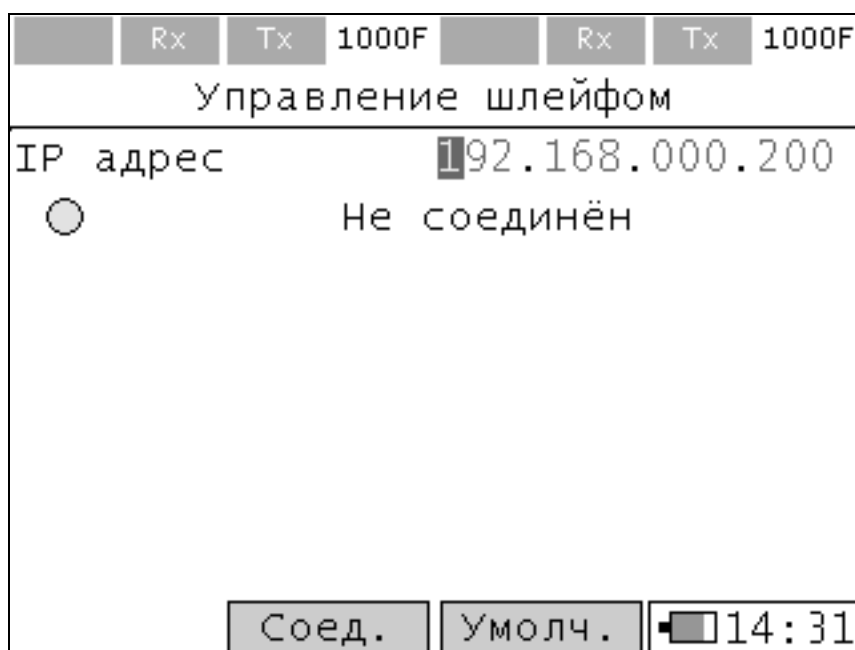 Rx Tx 1000F Rx Tx 1000F
Управление шлейфом
IP адрес 192.168.000.200
Не соединён
Соед. Умолч. 14:31